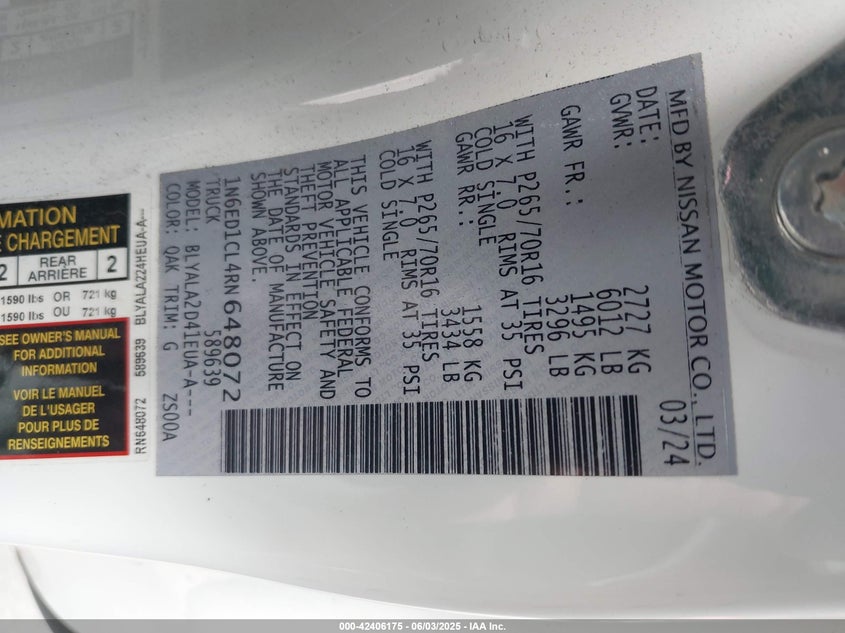 MFD BY NISSAN MOTOR CO., LTD.
DATE: 03/24
GVWR: 2727 KG
6012 LB
GAWR FR.: 1495 KG
3296 LB
WITH P265/70R16 TIRES
16 X 7.0 RIMS AT 35 PSI
COLD SINGLE
GAWR RR.: 1558 KG
3434 LB
WITH P265/70R16 TIRES
16 X 7.0 RIMS AT 35 PSI
COLD SINGLE
THIS VEHICLE CONFORMS TO
ALL APPLICABLE FEDERAL
MOTOR VEHICLE SAFETY AND
THEFT PREVENTION
STANDARDS IN EFFECT ON
THE DATE OF MANUFACTURE
SHOWN ABOVE.
1N6ED1CL4RN648072
TRUCK 589639
MODEL: BLYALA2D41EUA-A---
COLOR: QAK TRIM: G ZS00A
MATION
E CHARGEMENT
2 REAR ARRIÈRE 2
1590 lbs OR 721 kg
1590 lbs OU 721 kg
SEE OWNER'S MANUAL
FOR ADDITIONAL
INFORMATION
VOIR LE MANUEL
DE L'USAGER
POUR PLUS DE
RENSEIGNEMENTS
RN648072 589639 BLYALA224HEUA-A---
000-42406175 - 06/03/2025 - IAA Inc.